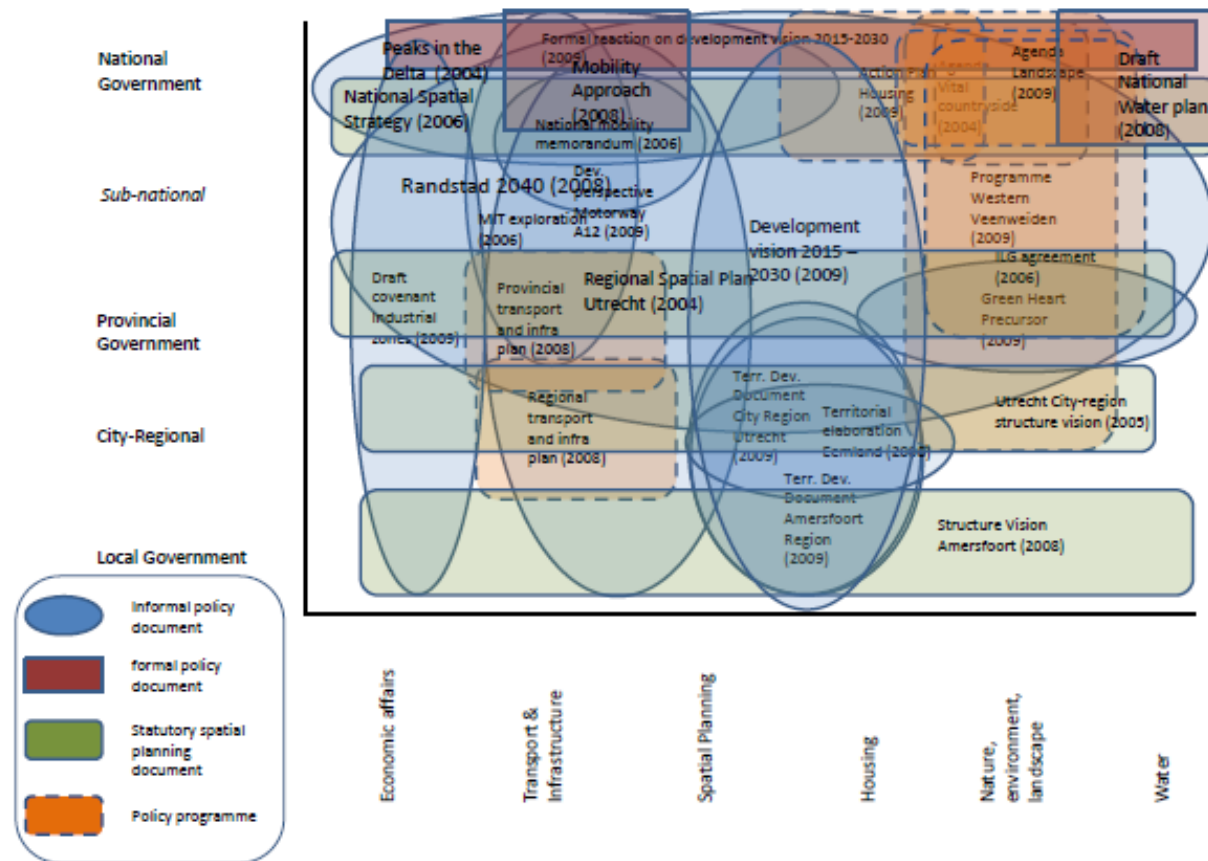 National
Government
Sub-national
Provincial
Government
City-Regional
Local Government
Peaks in the
Delta (2004)
Formal reaction on development vision 2015-2030
(2009)
Mobility
Approach
(2008)
National Spatial
Strategy (2006)
National mobility
memorandum (2006)
Action Plan
Housing
(2009)
Agenda
Vital
countryside
(2004)
Agenda
Landscape
(2009)
Draft
National
Water plan
(2008)
Randstad 2040 (2008)
Dev.
perspective
Motorway
A12 (2009)
MIT exploration
(2006)
Development
vision 2015 –
2030 (2009)
Programme
Western
Veenweiden
(2009)
ILG agreement
(2006)
Green Heart
Precursor
(2009)
Draft
covenant
industrial
zones (2009)
Provincial
transport
and infra
plan (2008)
Regional Spatial Plan
Utrecht (2004)
Regional
transport
and infra
plan (2008)
Terr. Dev.
Document
City Region
Utrecht
(2009)
Territorial
elaboration
Eemland
Utrecht City-region
structure vision (2005)
Terr. Dev.
Document
Amersfoort
Region
(2009)
Structure Vision
Amersfoort (2008)
Informal policy
document
formal policy
document
Statutory spatial
planning
document
Policy programme
Economic affairs
Transport &
Infrastructure
Spatial Planning
Housing
Nature,
environment,
landscape
Water